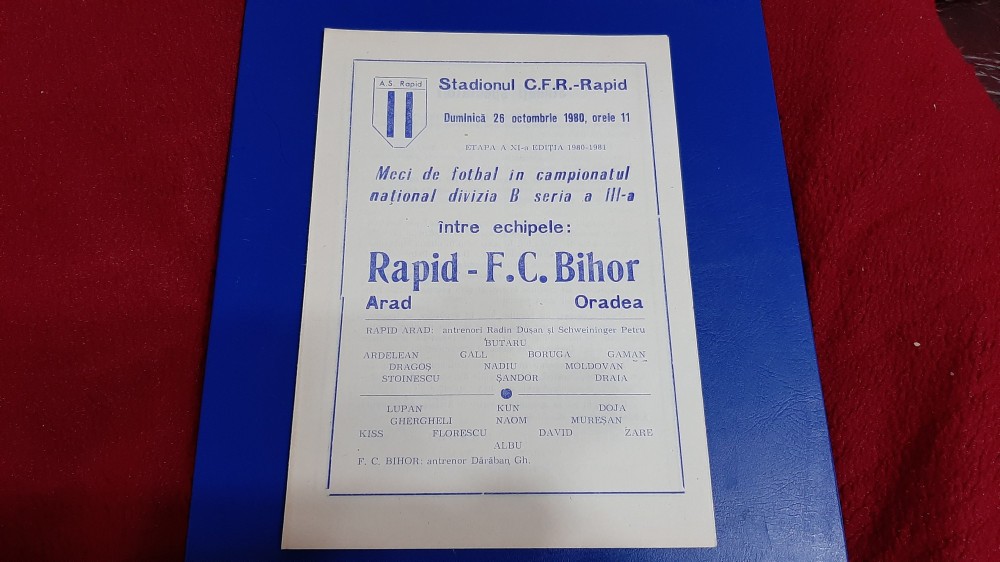 A.S. Rapid
Stadionul C.F.R.-Rapid
Duminică 26 octombrie 1980, orele 11
ETAPA A XI-a EDIȚIA 1980-1981
Meci de fotbal in campionatul
național divizia B seria a III-a
între echipele:
Rapid - F.C. Bihor
Arad Oradea
RAPID ARAD: antrenori Radin Dușan și Schweininger Petru
BUTARU
ARDELEAN GALL BORUGA GAMAN
DRAGOȘ NADIU MOLDOVAN
STOINESCU ȘANDOR DRAIA
LUPAN KUN DOJA
GHERGHELI NAOM MUREȘAN
KISS FLORESCU DAVID ZARE
ALBU
F. C. BIHOR: antrenor Dărăban Gh.